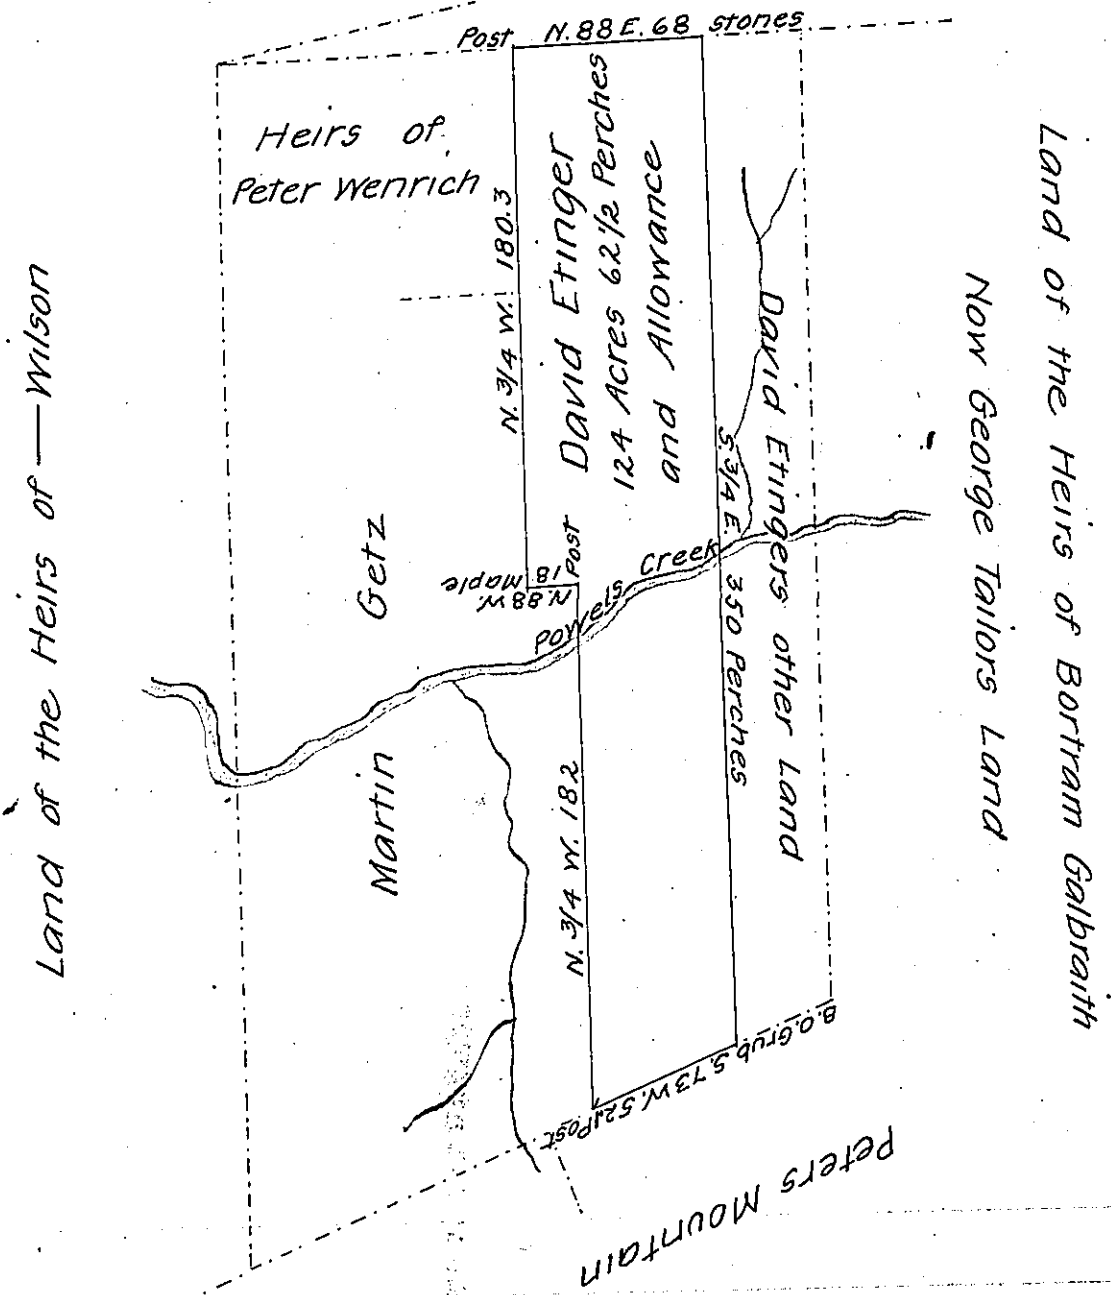 Post N. 88 E. 68 stones
Heirs of
Peter Wenrich
N. 3/4 W. 180.3
David Etinger
124 Acres 62 1/2 Perches
and Allowance
Land of the Heirs of Bortram Galbraith
Now George Tailors Land
David Etingers other Land
S. 3/4 E. 350 Perches
Land of the Heirs of — Wilson
Martin Getz
Maple
N. 88 W. 18
Post
Powels Creek
N. 3/4 W. 182
B.O. Grub S. 73 W. 52.1 Post
Peters Mountain